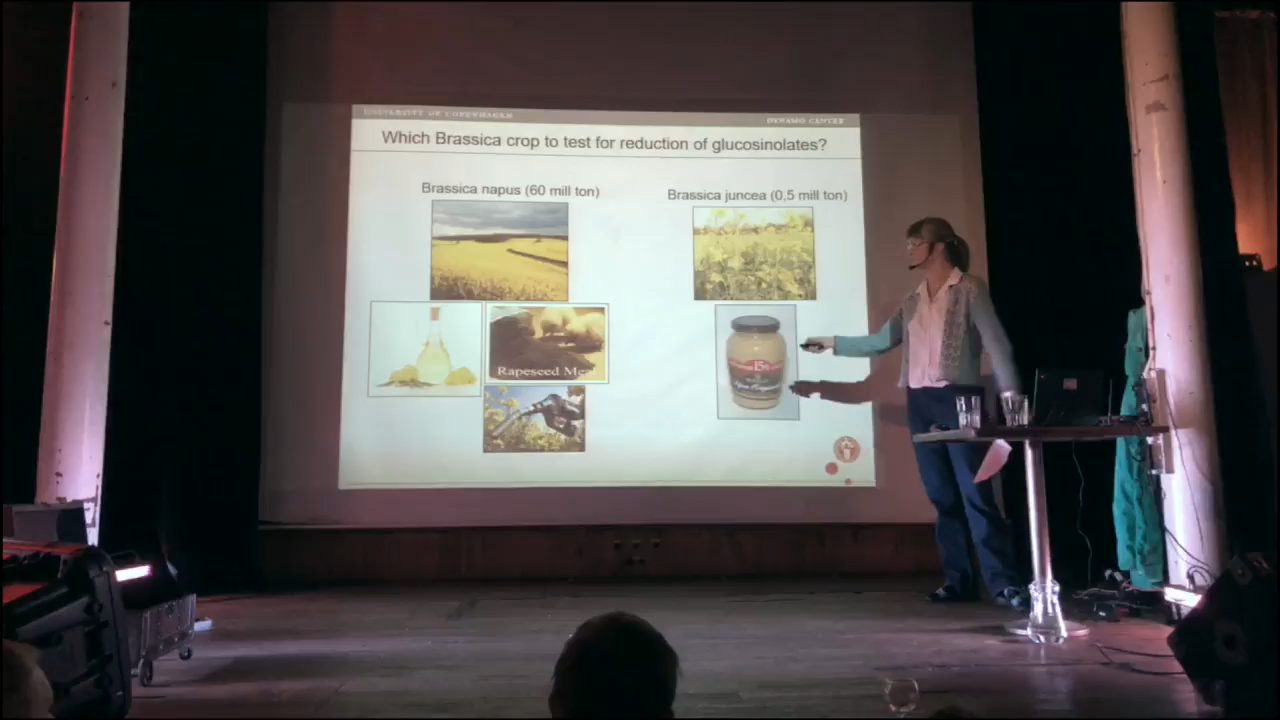 UNIVERSITY OF COPENHAGEN
DYNAMO CENTER
Which Brassica crop to test for reduction of glucosinolates?
Brassica napus (60 mill ton)
Brassica juncea (0,5 mill ton)
Rapeseed Meal